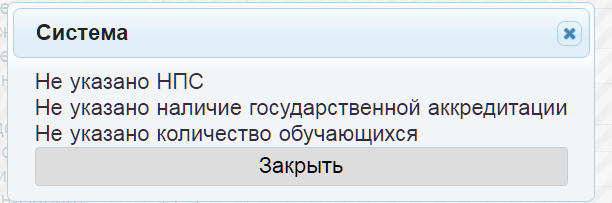 Система
Не указано НПС
Не указано наличие государственной аккредитации
Не указано количество обучающихся
Закрыть